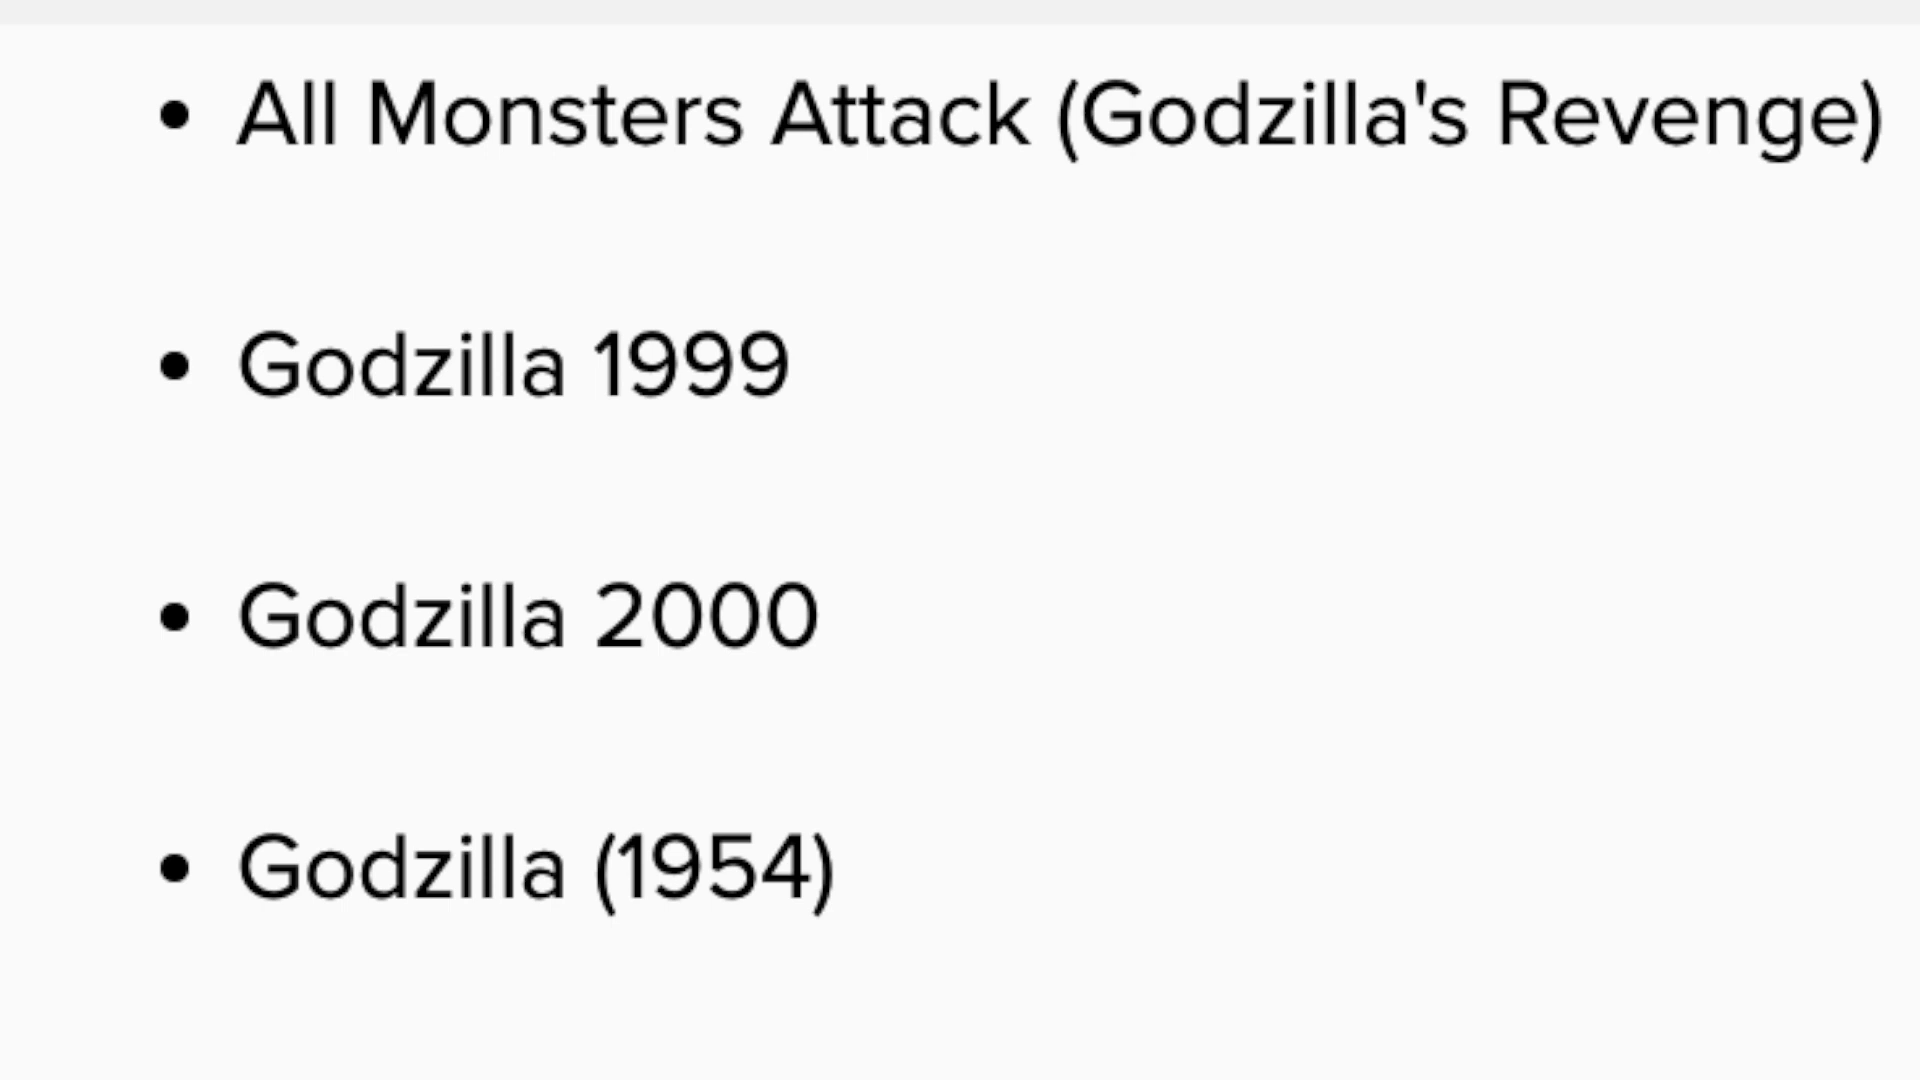 • All Monsters Attack (Godzilla's Revenge)
• Godzilla 1999
• Godzilla 2000
• Godzilla (1954)